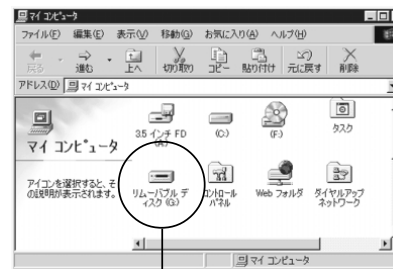 マイ コンピュータ
ファイル(F) 編集(E) 表示(V) 移動(G) お気に入り(A) ヘルプ(H)
戻る 進む 上へ 切り取り コピー 貼り付け 元に戻す 削除
アドレス(D) マイ コンピュータ
マイ コンピュータ
アイコンを選択すると、そ
の説明が表示されます。
3.5 インチ FD
(A:)
(C:)
(F:)
タスク
リムーバブル デ
ィスク (G:)
コントロール
パネル
Web フォルダ
ダイヤルアップ
ネットワーク
マイ コンピュータ